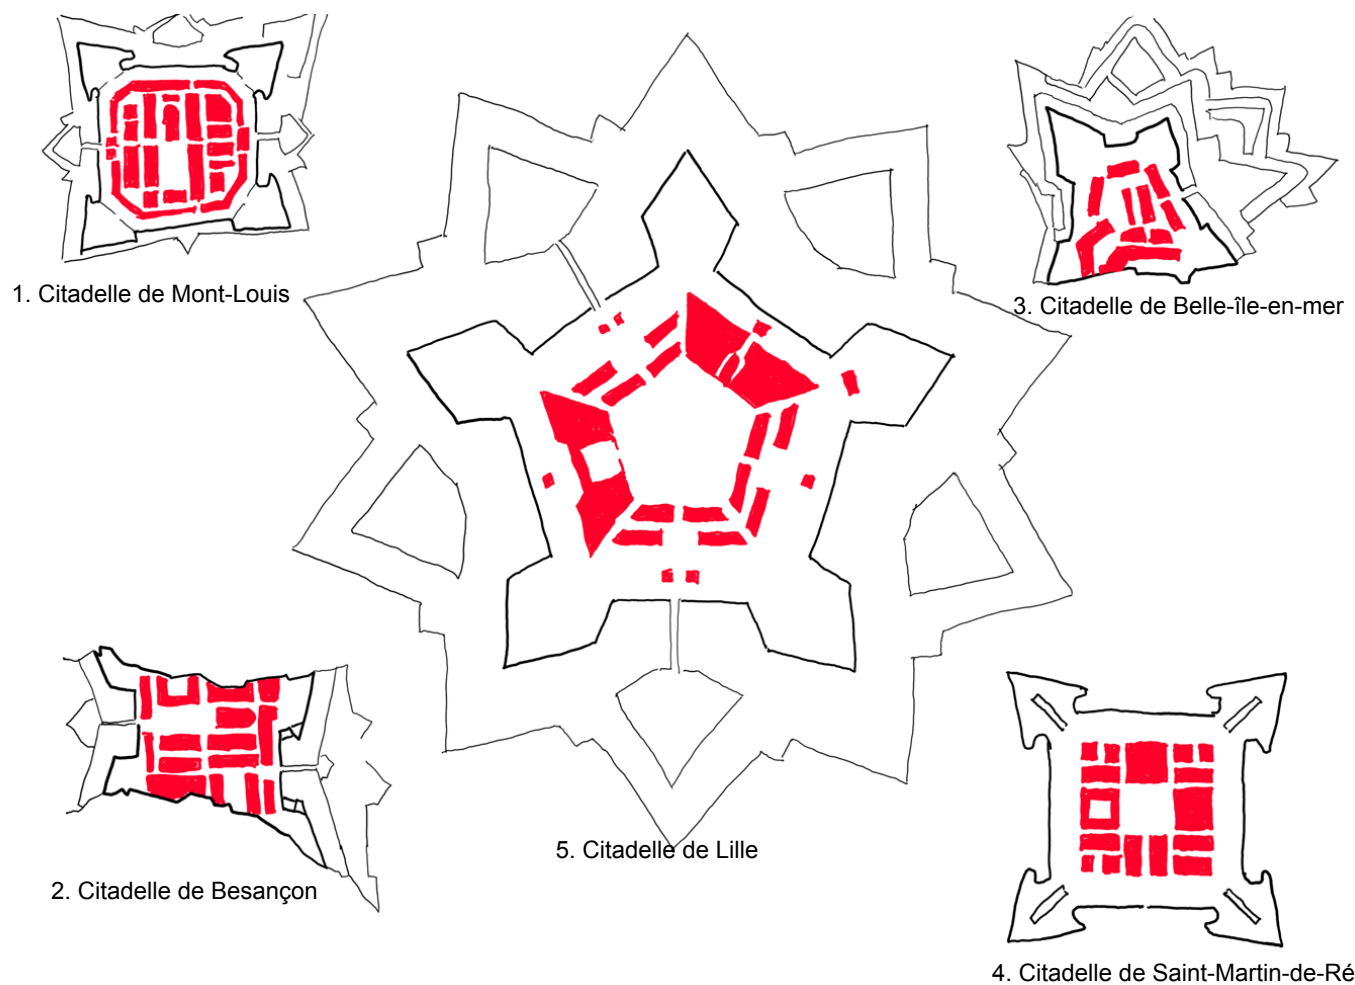 1. Citadelle de Mont-Louis
2. Citadelle de Besançon
3. Citadelle de Belle-île-en-mer
4. Citadelle de Saint-Martin-de-Ré
5. Citadelle de Lille